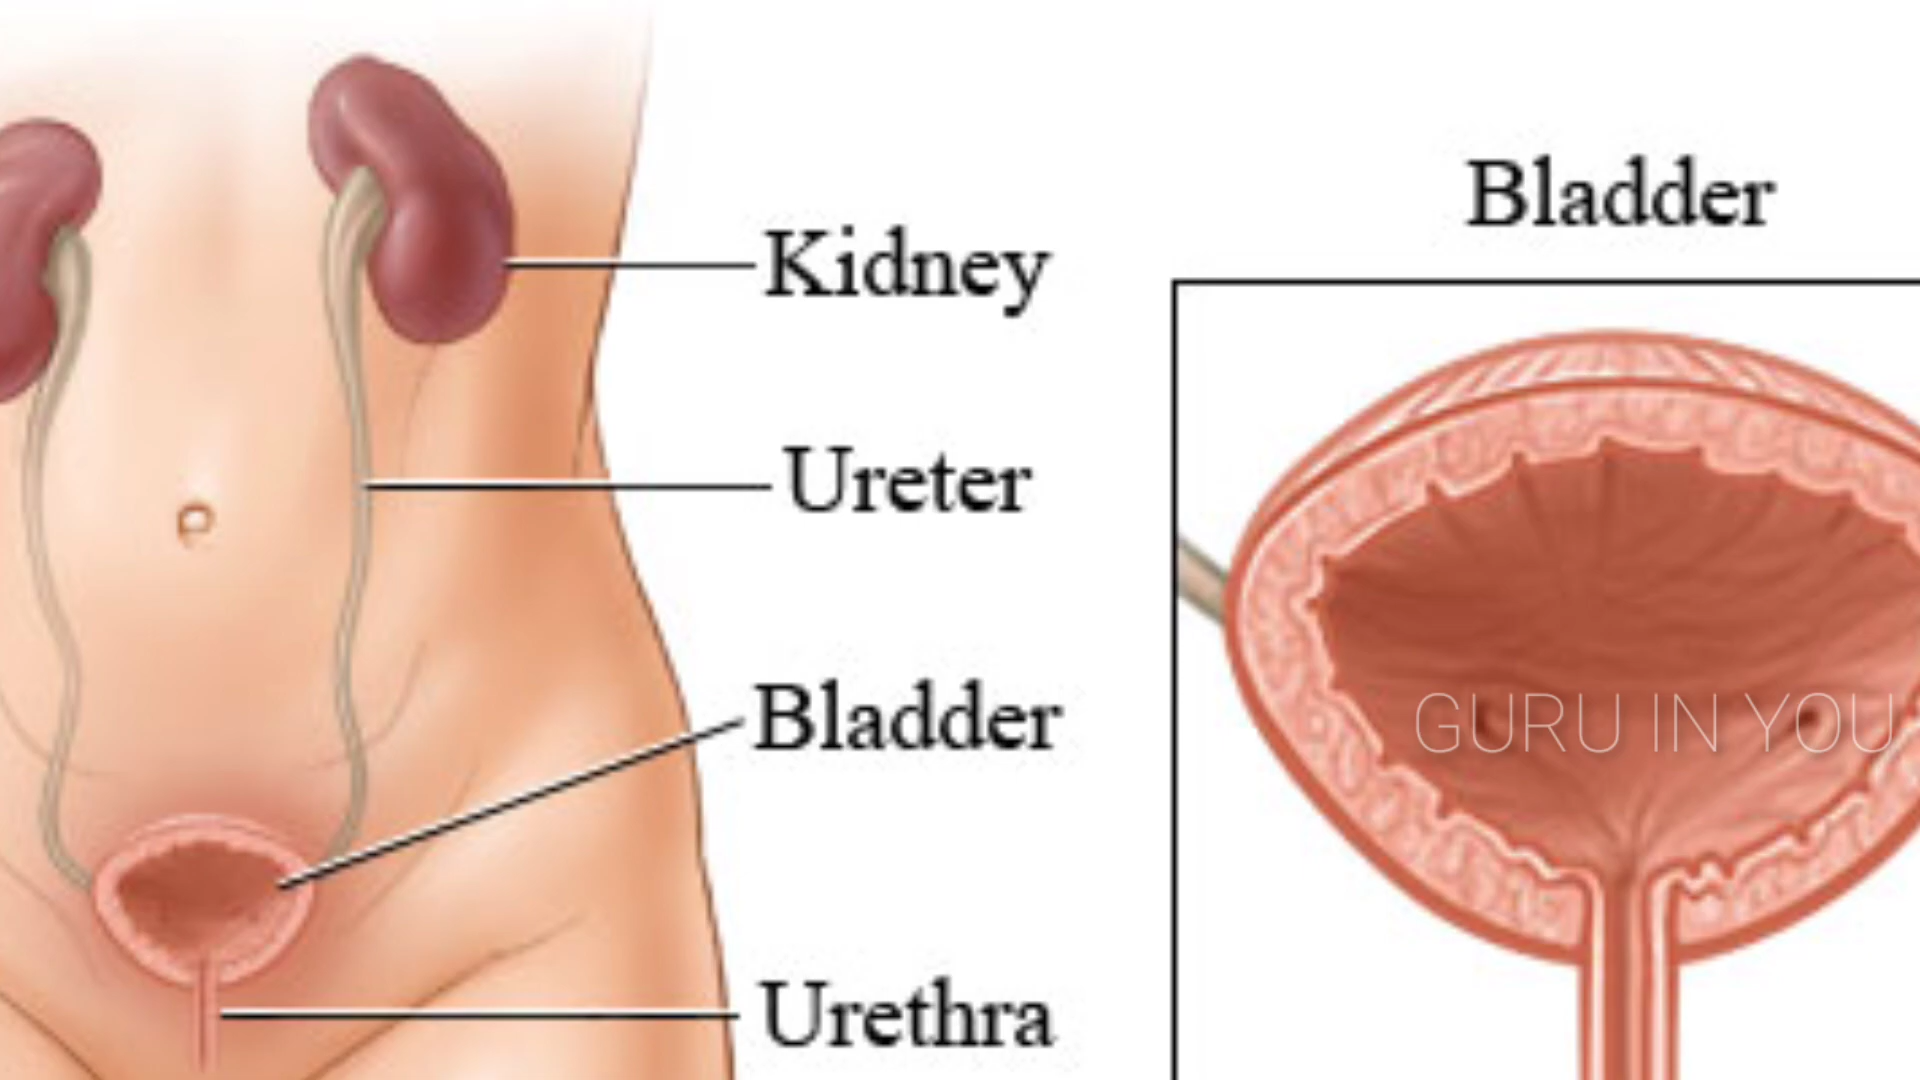 Kidney
Ureter
Bladder
Urethra
Bladder
GURU IN YOU